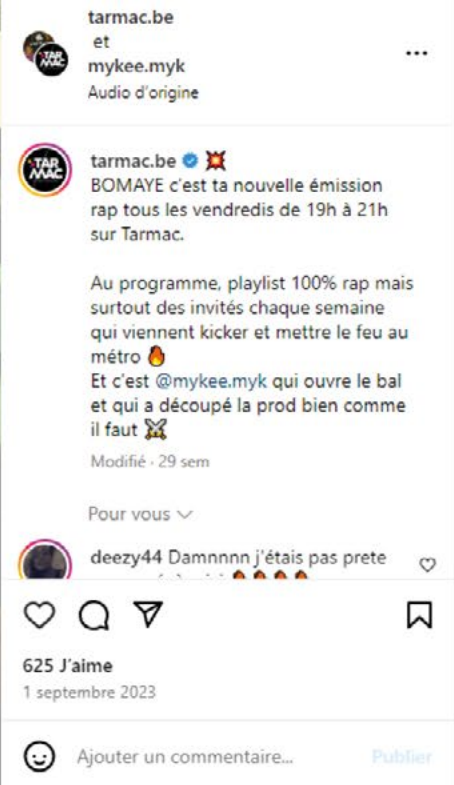 tarmac.be
et
mykee.myk
Audio d'origine
TAR
MAC
TAR
MAC
tarmac.be
BOMAYE c'est ta nouvelle émission
rap tous les vendredis de 19h à 21h
sur Tarmac.
Au programme, playlist 100% rap mais
surtout des invités chaque semaine
qui viennent kicker et mettre le feu au
métro 🔥
Et c'est @mykee.myk qui ouvre le bal
et qui a découpé la prod bien comme
il faut ⚔️
Modifié · 29 sem
Pour vous
deezy44 Damnnnn j'étais pas prete
625 J'aime
1 septembre 2023
Ajouter un commentaire...
Publier